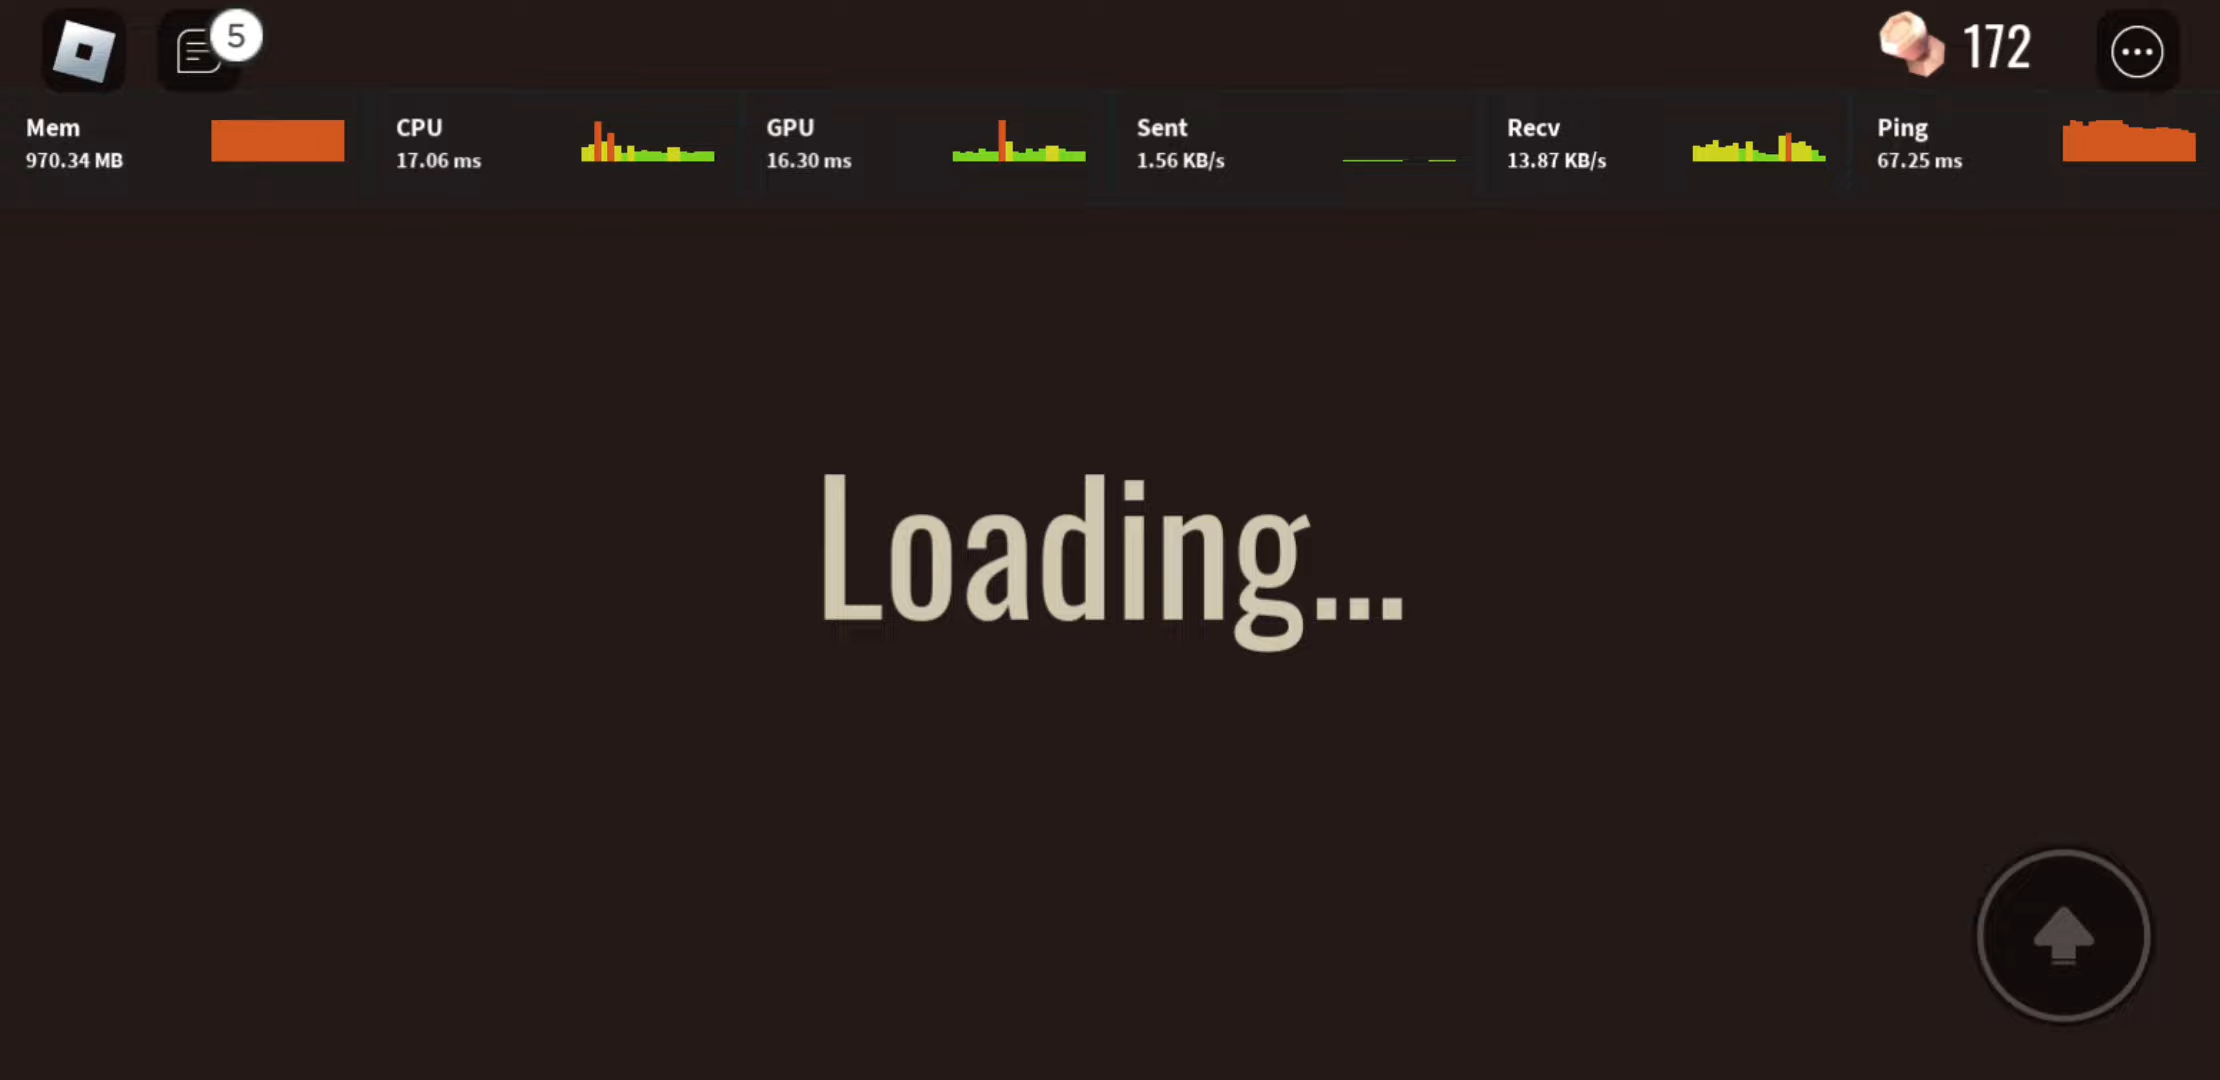 5
172
Mem
970.34 MB
CPU
17.06 ms
GPU
16.30 ms
Sent
1.56 KB/s
Recv
13.87 KB/s
Ping
67.25 ms
Loading...